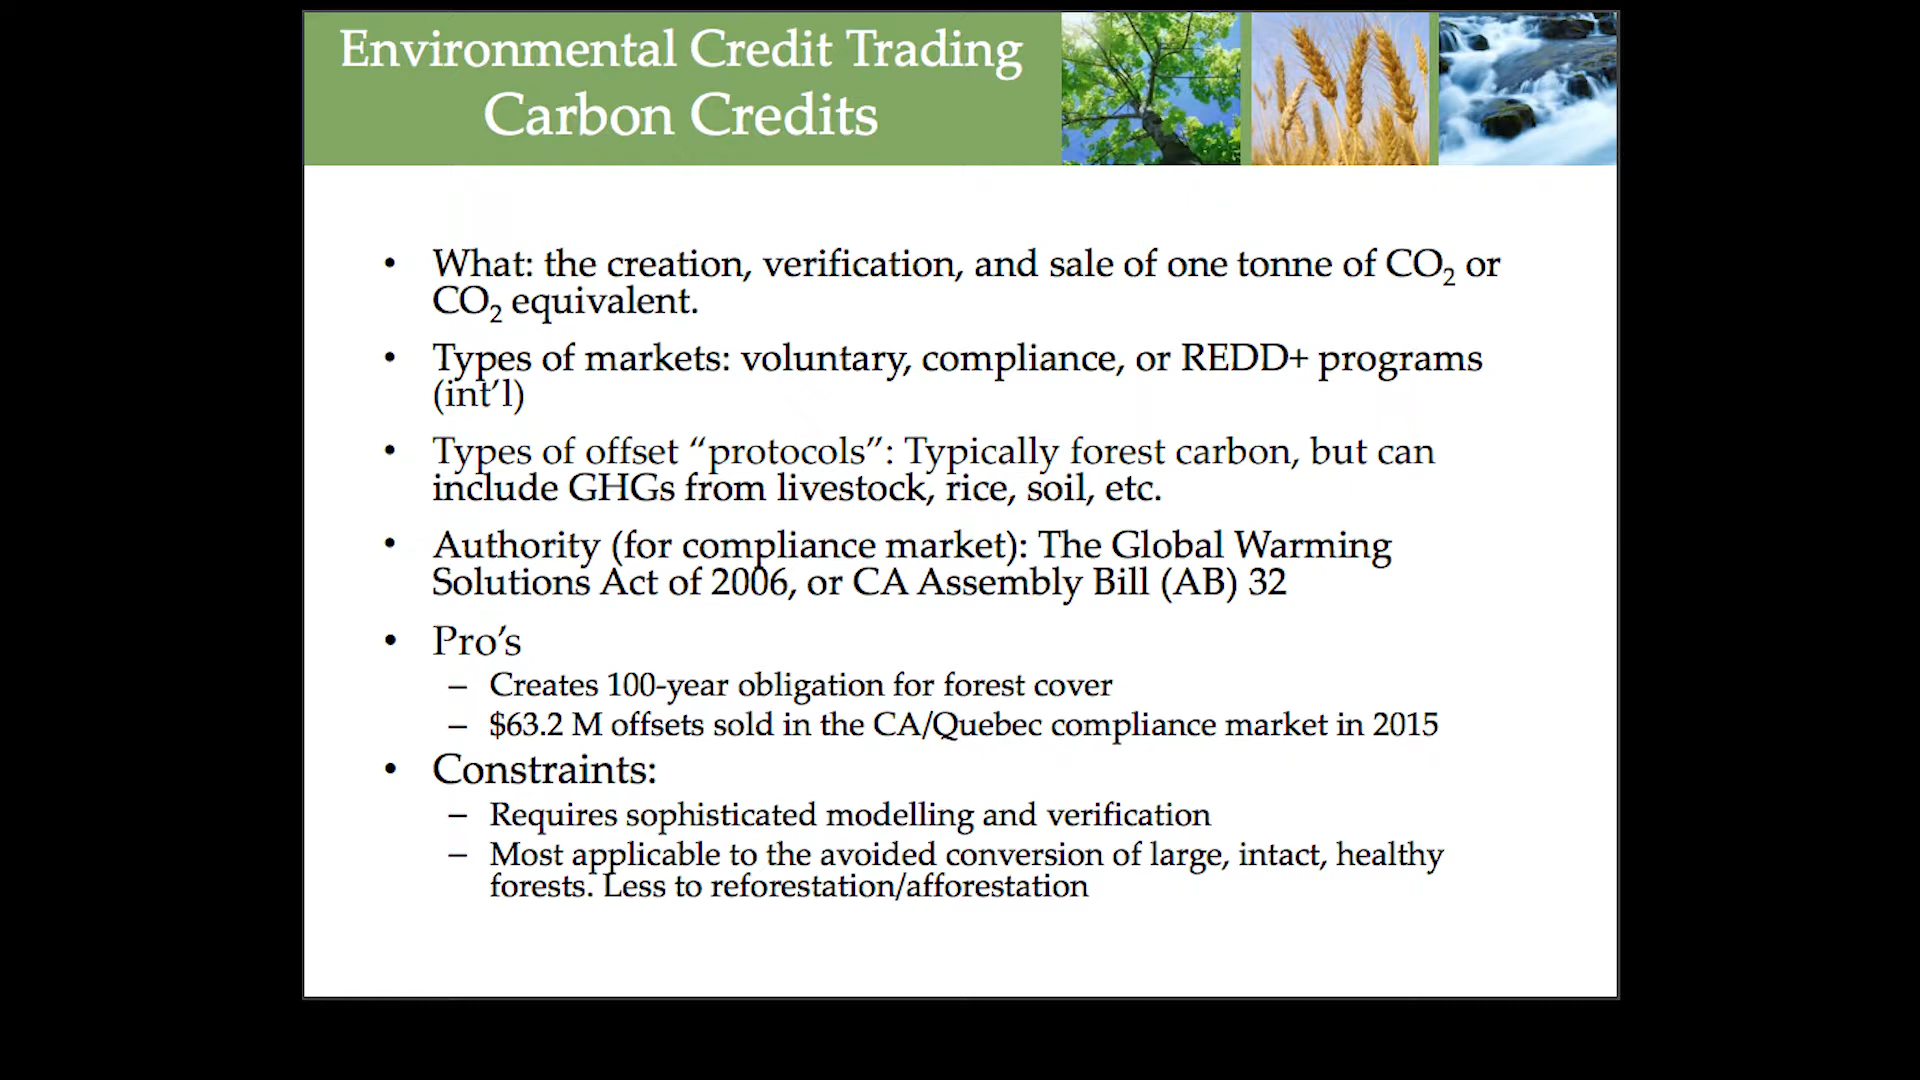 Environmental Credit Trading
Carbon Credits
• What: the creation, verification, and sale of one tonne of CO₂ or
CO₂ equivalent.
• Types of markets: voluntary, compliance, or REDD+ programs
(int’l)
• Types of offset “protocols”: Typically forest carbon, but can
include GHGs from livestock, rice, soil, etc.
• Authority (for compliance market): The Global Warming
Solutions Act of 2006, or CA Assembly Bill (AB) 32
• Pro’s
– Creates 100-year obligation for forest cover
– $63.2 M offsets sold in the CA/Quebec compliance market in 2015
• Constraints:
– Requires sophisticated modelling and verification
– Most applicable to the avoided conversion of large, intact, healthy
forests. Less to reforestation/afforestation